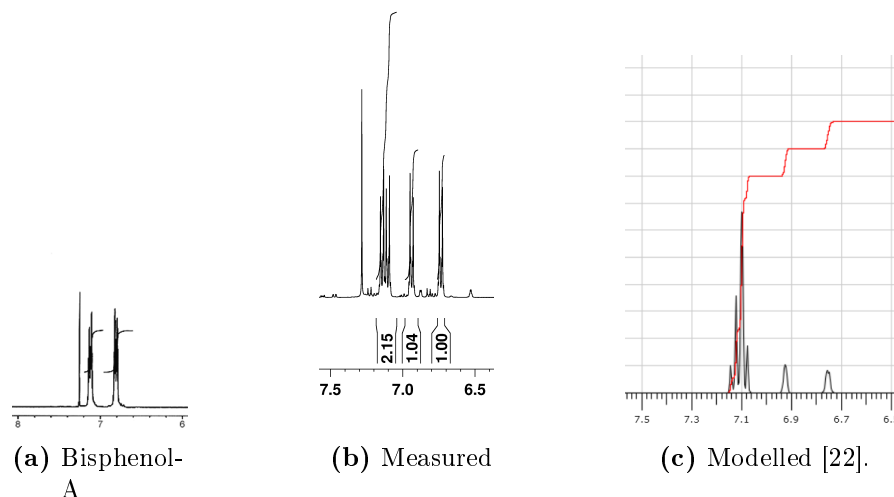 8 7 6
(a) Bisphenol-
A
2.15 1.04 1.00
7.5 7.0 6.5
(b) Measured
7.5 7.3 7.1 6.9 6.7 6.
(c) Modelled [22].